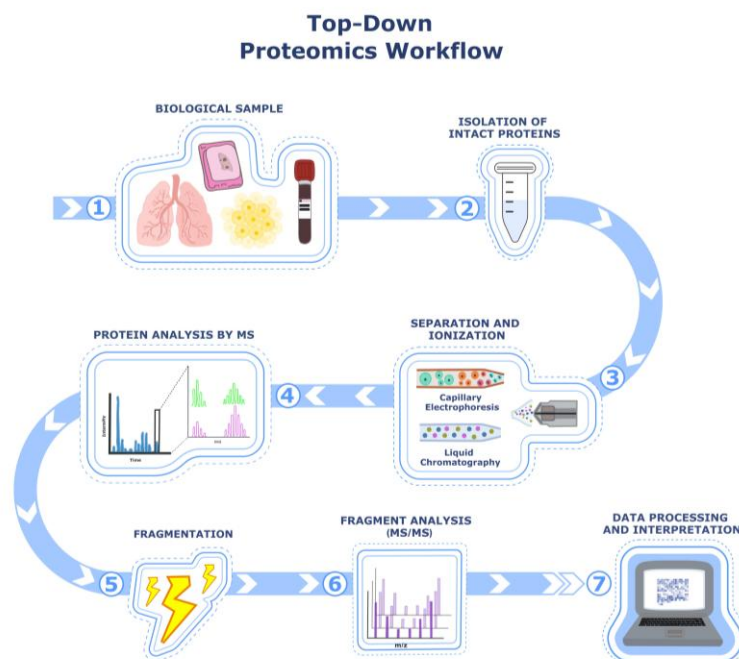 Top-Down
Proteomics Workflow
BIOLOGICAL SAMPLE
1
ISOLATION OF
INTACT PROTEINS
2
SEPARATION AND
IONIZATION
3
Capillary
Electrophoresis
Liquid
Chromatography
PROTEIN ANALYSIS BY MS
4
Intensity
Time
m/z
FRAGMENTATION
5
FRAGMENT ANALYSIS
(MS/MS)
6
m/z
DATA PROCESSING
AND INTERPRETATION
7